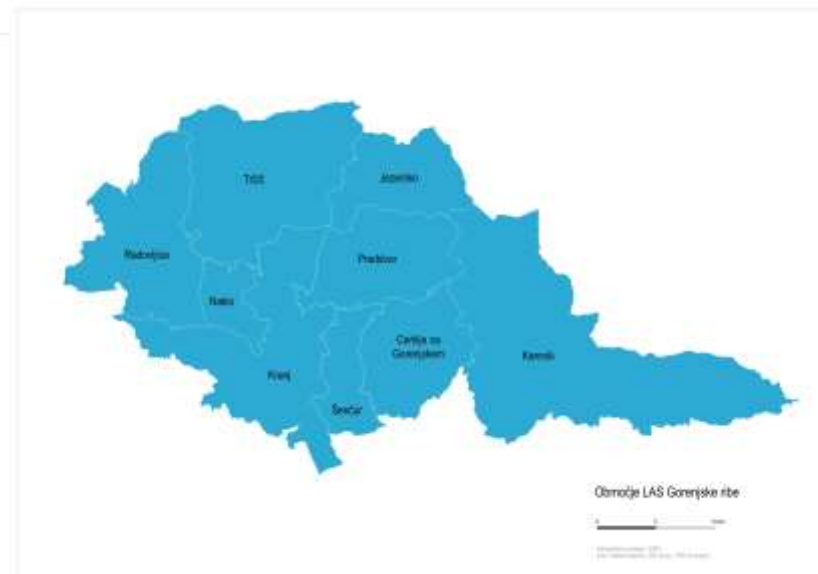 Tržič
Jezersko
Radovljica
Preddvor
Naklo
Cerklje na
Gorenjskem
Kamnik
Kranj
Šenčur
Območje LAS Gorenjske ribe